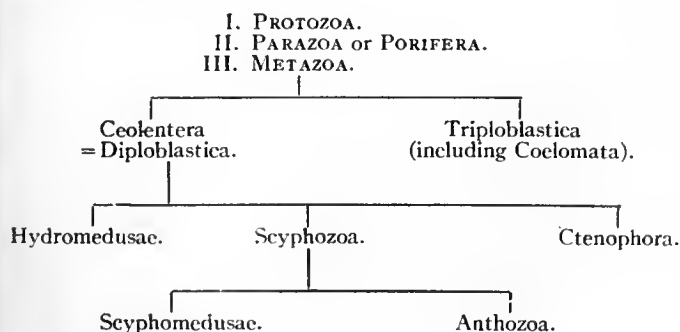 I. PROTOZOA.
II. PARAZOA or PORIFERA.
III. METAZOA.
Ceolentera Triploblastica
= Diploblastica. (including Coelomata).
Hydromedusae. Scyphozoa. Ctenophora.
Scyphomedusae. Anthozoa.